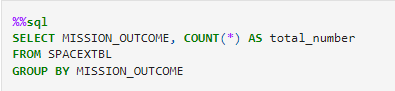 %%sql
SELECT MISSION_OUTCOME, COUNT(*) AS total_number
FROM SPACEXTBL
GROUP BY MISSION_OUTCOME